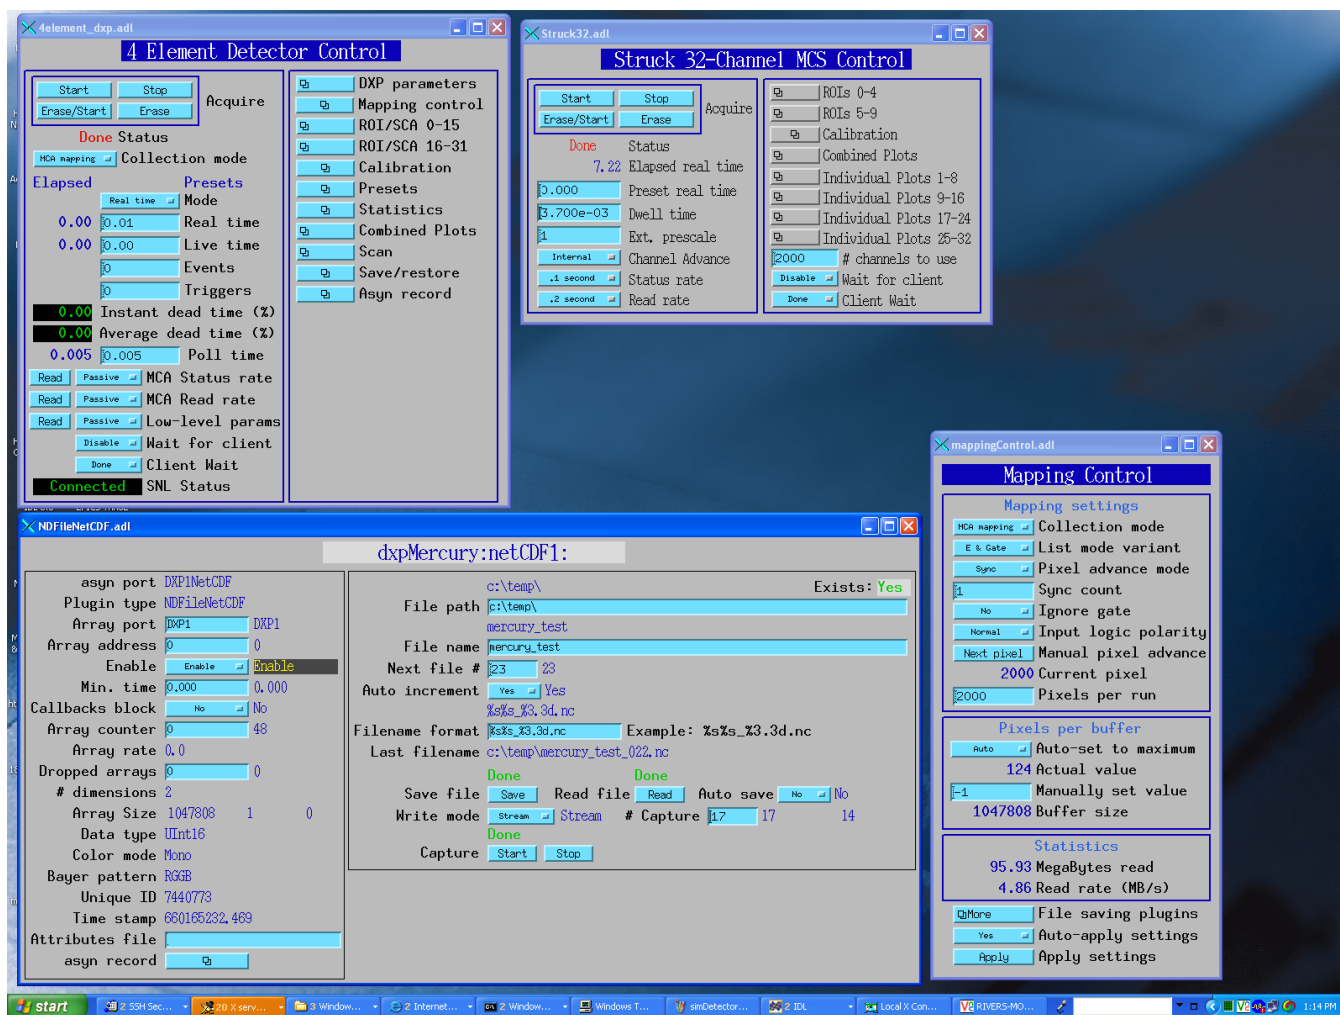 4element_dxp.adl
4 Element Detector Control
Start Stop
Erase/Start Erase
Acquire
Done Status
MCA mapping Collection mode
Elapsed Presets
Real time Mode
0.00 0.01 Real time
0.00 0.00 Live time
0 Events
0 Triggers
0.00 Instant dead time (%)
0.00 Average dead time (%)
0.005 0.005 Poll time
Read Passive MCA Status rate
Read Passive MCA Read rate
Read Passive Low-level params
Disable Wait for client
Done Client Wait
Connected SNL Status
DXP parameters
Mapping control
ROI/SCA 0-15
ROI/SCA 16-31
Calibration
Presets
Statistics
Combined Plots
Scan
Save/restore
Asyn record
Struck32.adl
Struck 32-Channel MCS Control
Start Stop
Erase/Start Erase
Acquire
Done Status
7.22 Elapsed real time
0.000 Preset real time
3.700e-03 Dwell time
1 Ext. prescale
Internal Channel Advance
.1 second Status rate
.2 second Read rate
ROIs 0-4
ROIs 5-9
Calibration
Combined Plots
Individual Plots 1-8
Individual Plots 9-16
Individual Plots 17-24
Individual Plots 25-32
2000 # channels to use
Disable Wait for client
Done Client Wait
mappingControl.adl
Mapping Control
Mapping settings
MCA mapping Collection mode
E & Gate List mode variant
Sync Pixel advance mode
1 Sync count
No Ignore gate
Normal Input logic polarity
Next pixel Manual pixel advance
2000 Current pixel
2000 Pixels per run
Pixels per buffer
Auto Auto-set to maximum
124 Actual value
-1 Manually set value
1047808 Buffer size
Statistics
95.93 MegaBytes read
4.86 Read rate (MB/s)
More File saving plugins
Yes Auto-apply settings
Apply Apply settings
NDFileNetCDF.adl
dxpMercury:netCDF1:
asyn port DXP1NetCDF
Plugin type NDFileNetCDF
Array port DXP1 DXP1
Array address 0 0
Enable Enable Enable
Min. time 0.000 0.000
Callbacks block No No
Array counter 0 48
Array rate 0.0
Dropped arrays 0 0
# dimensions 2
Array Size 1047808 1 0
Data type UInt16
Color mode Mono
Bayer pattern RGGB
Unique ID 7440773
Time stamp 660165232.469
Attributes file
asyn record
c:\temp\ Exists: Yes
File path c:\temp\
mercury_test
File name mercury_test
Next file # 23 23
Auto increment Yes Yes
%s%s_%3.3d.nc
Filename format %s%s_%3.3d.nc Example: %s%s_%3.3d.nc
Last filename c:\temp\mercury_test_022.nc
Done Done
Save file Save Read file Read Auto save No No
Write mode Stream Stream # Capture 17 17 14
Done
Capture Start Stop
start 2 SSH Sec... 20 X serv... 3 Window... 2 Internet... 2 Window... Windows T... simDetector... 2 IDL Local X Con... RIVERS-MO... 1:14 PM